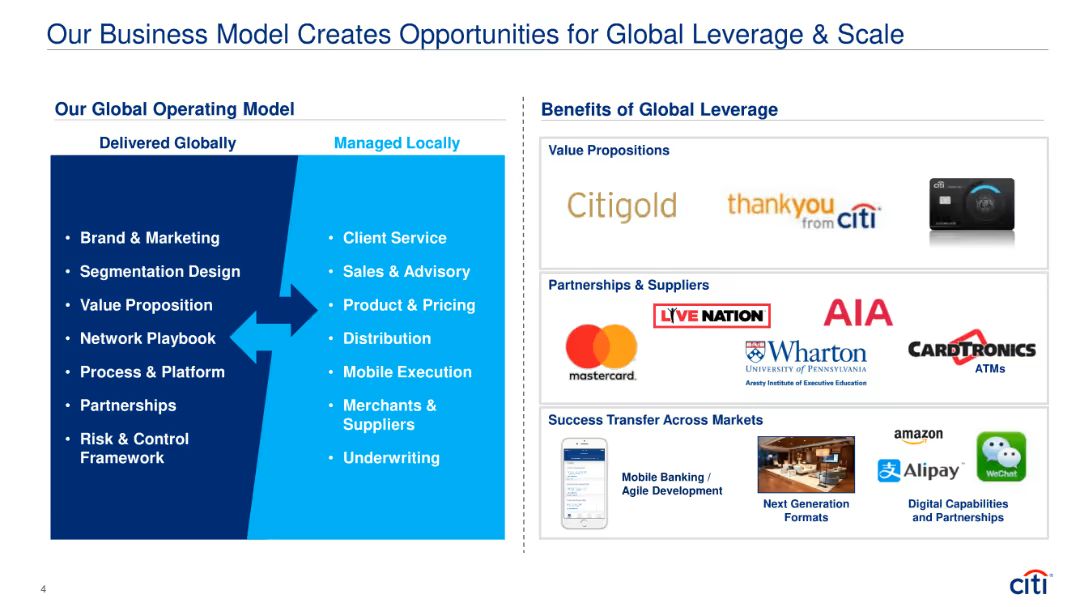 Our Business Model Creates Opportunities for Global Leverage & Scale
Our Global Operating Model
Delivered Globally
Managed Locally
• Brand & Marketing
• Segmentation Design
• Value Proposition
• Network Playbook
• Process & Platform
• Partnerships
• Risk & Control
Framework
• Client Service
• Sales & Advisory
• Product & Pricing
• Distribution
• Mobile Execution
• Merchants &
Suppliers
• Underwriting
Benefits of Global Leverage
Value Propositions
Citigold
thankyou
from citi
citi
Partnerships & Suppliers
mastercard.
LIVE NATION
AIA
Wharton
UNIVERSITY OF PENNSYLVANIA
Aresty Institute of Executive Education
CARDTRONICS
ATMs
Success Transfer Across Markets
Mobile Banking /
Agile Development
Next Generation
Formats
amazon
Alipay
WeChat
Digital Capabilities
and Partnerships
4
citi